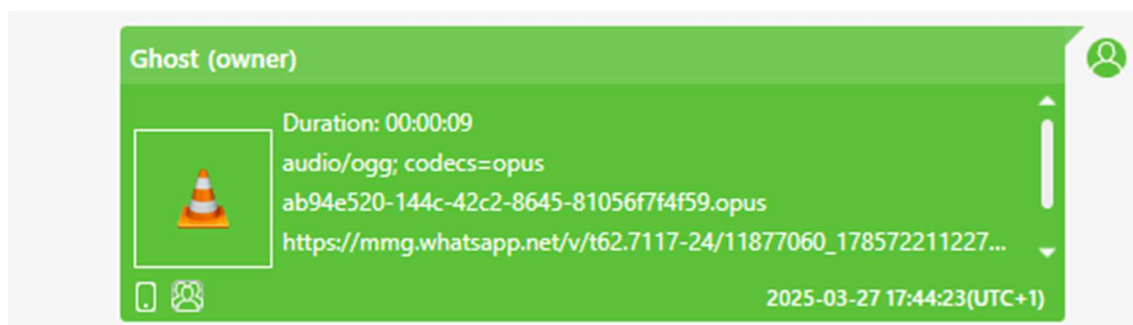 Ghost (owner)
Duration: 00:00:09
audio/ogg; codecs=opus
ab94e520-144c-42c2-8645-81056f7f4f59.opus
https://mmg.whatsapp.net/v/t62.7117-24/11877060_178572211227...
2025-03-27 17:44:23(UTC+1)